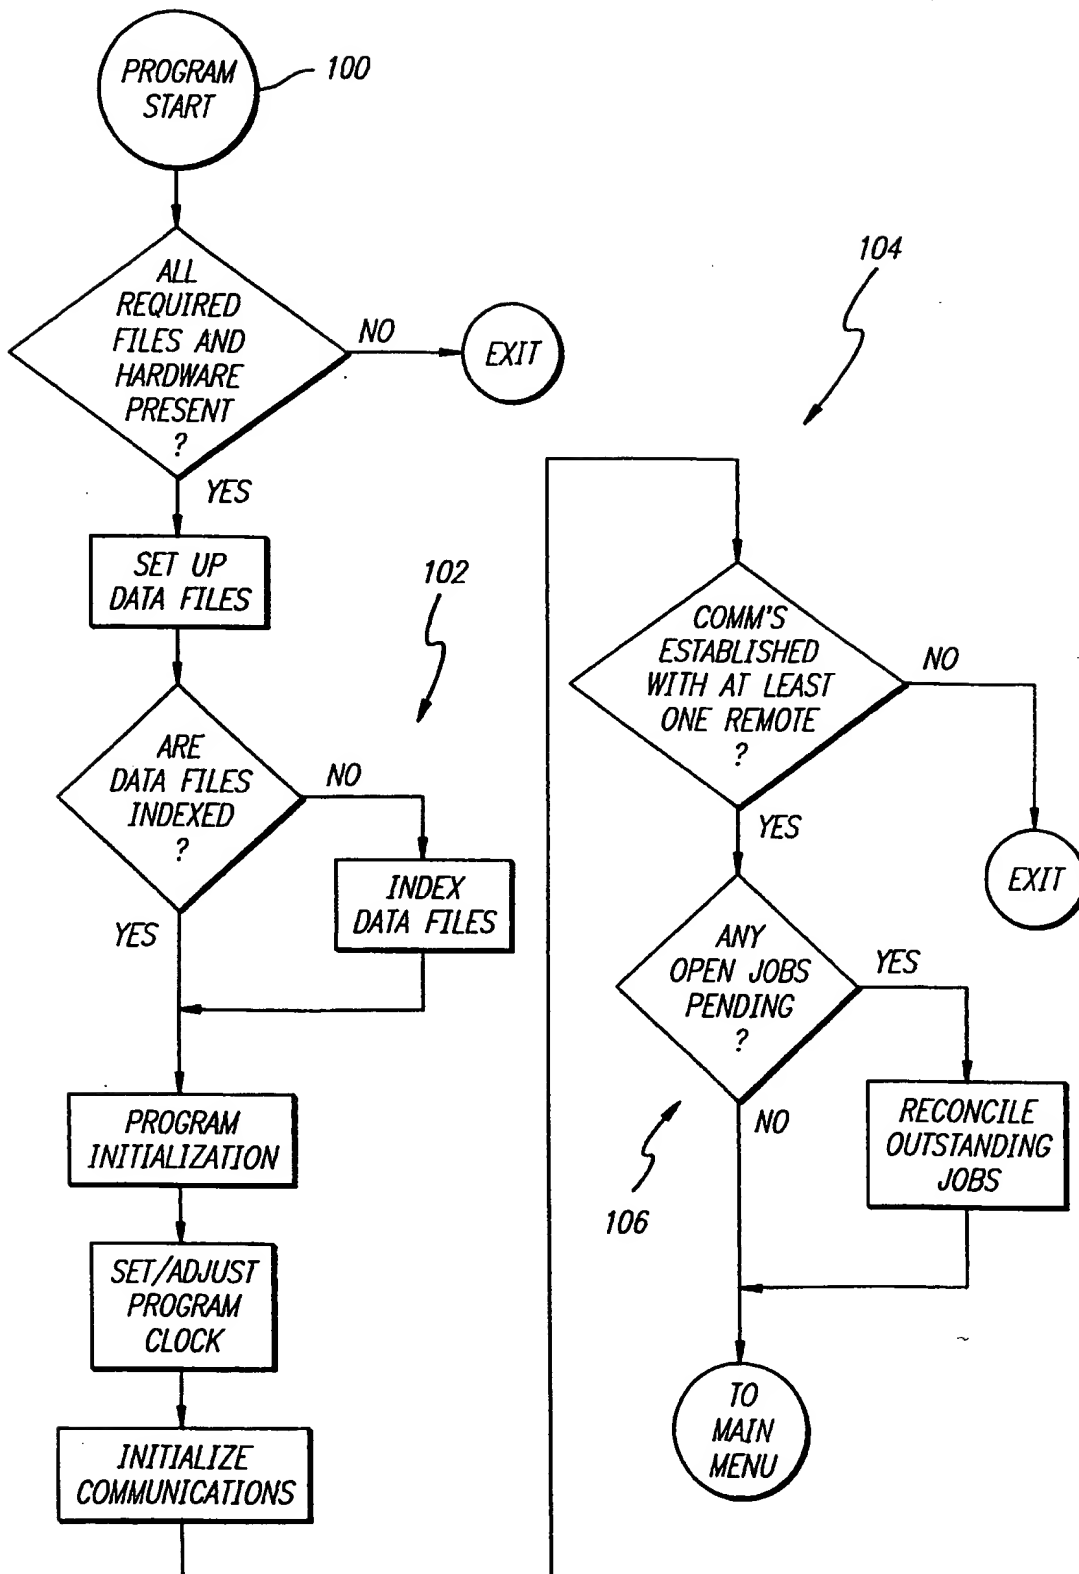 PROGRAM
START
100
ALL
REQUIRED
FILES AND
HARDWARE
PRESENT
?
NO
EXIT
YES
SET UP
DATA FILES
102
ARE
DATA FILES
INDEXED
?
NO
INDEX
DATA FILES
YES
PROGRAM
INITIALIZATION
SET/ADJUST
PROGRAM
CLOCK
INITIALIZE
COMMUNICATIONS
104
COMM'S
ESTABLISHED
WITH AT LEAST
ONE REMOTE
?
NO
EXIT
YES
ANY
OPEN JOBS
PENDING
?
YES
RECONCILE
OUTSTANDING
JOBS
NO
106
TO
MAIN
MENU